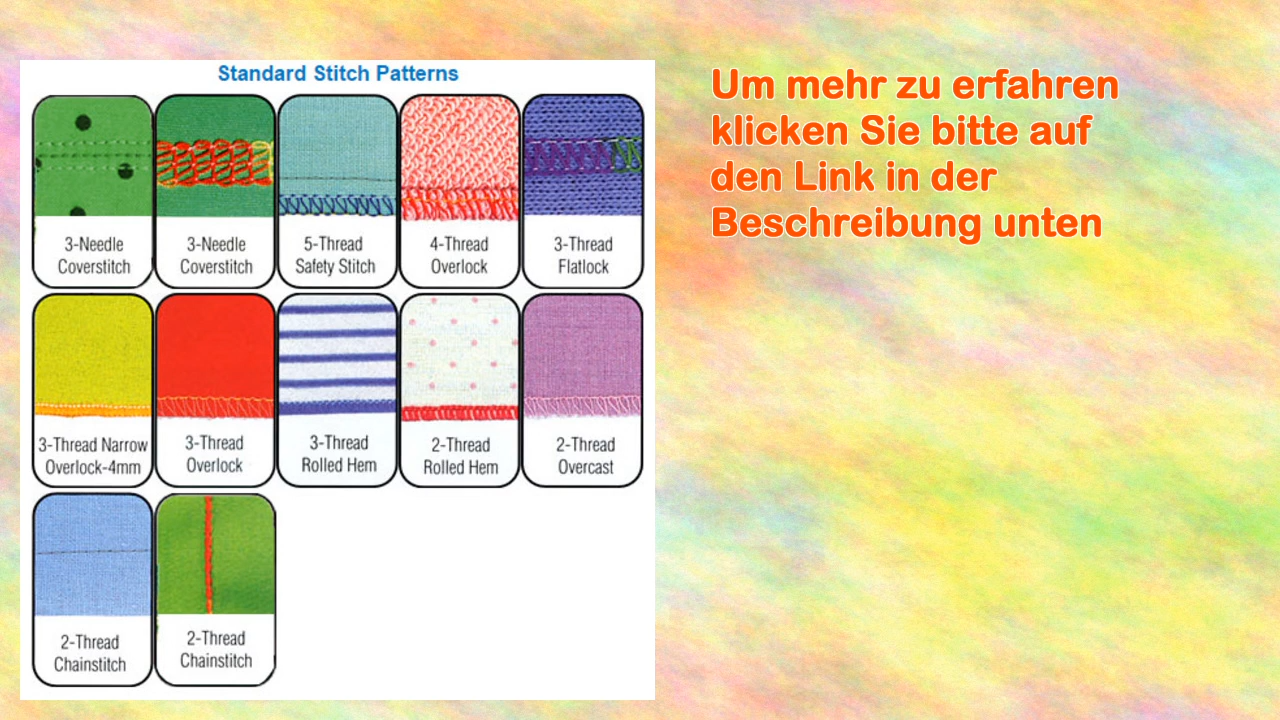 Standard Stitch Patterns
3-Needle
Coverstitch
3-Needle
Coverstitch
5-Thread
Safety Stitch
4-Thread
Overlock
3-Thread
Flatlock
3-Thread Narrow
Overlock-4mm
3-Thread
Overlock
3-Thread
Rolled Hem
2-Thread
Rolled Hem
2-Thread
Overcast
2-Thread
Chainstitch
2-Thread
Chainstitch
Um mehr zu erfahren
klicken Sie bitte auf
den Link in der
Beschreibung unten